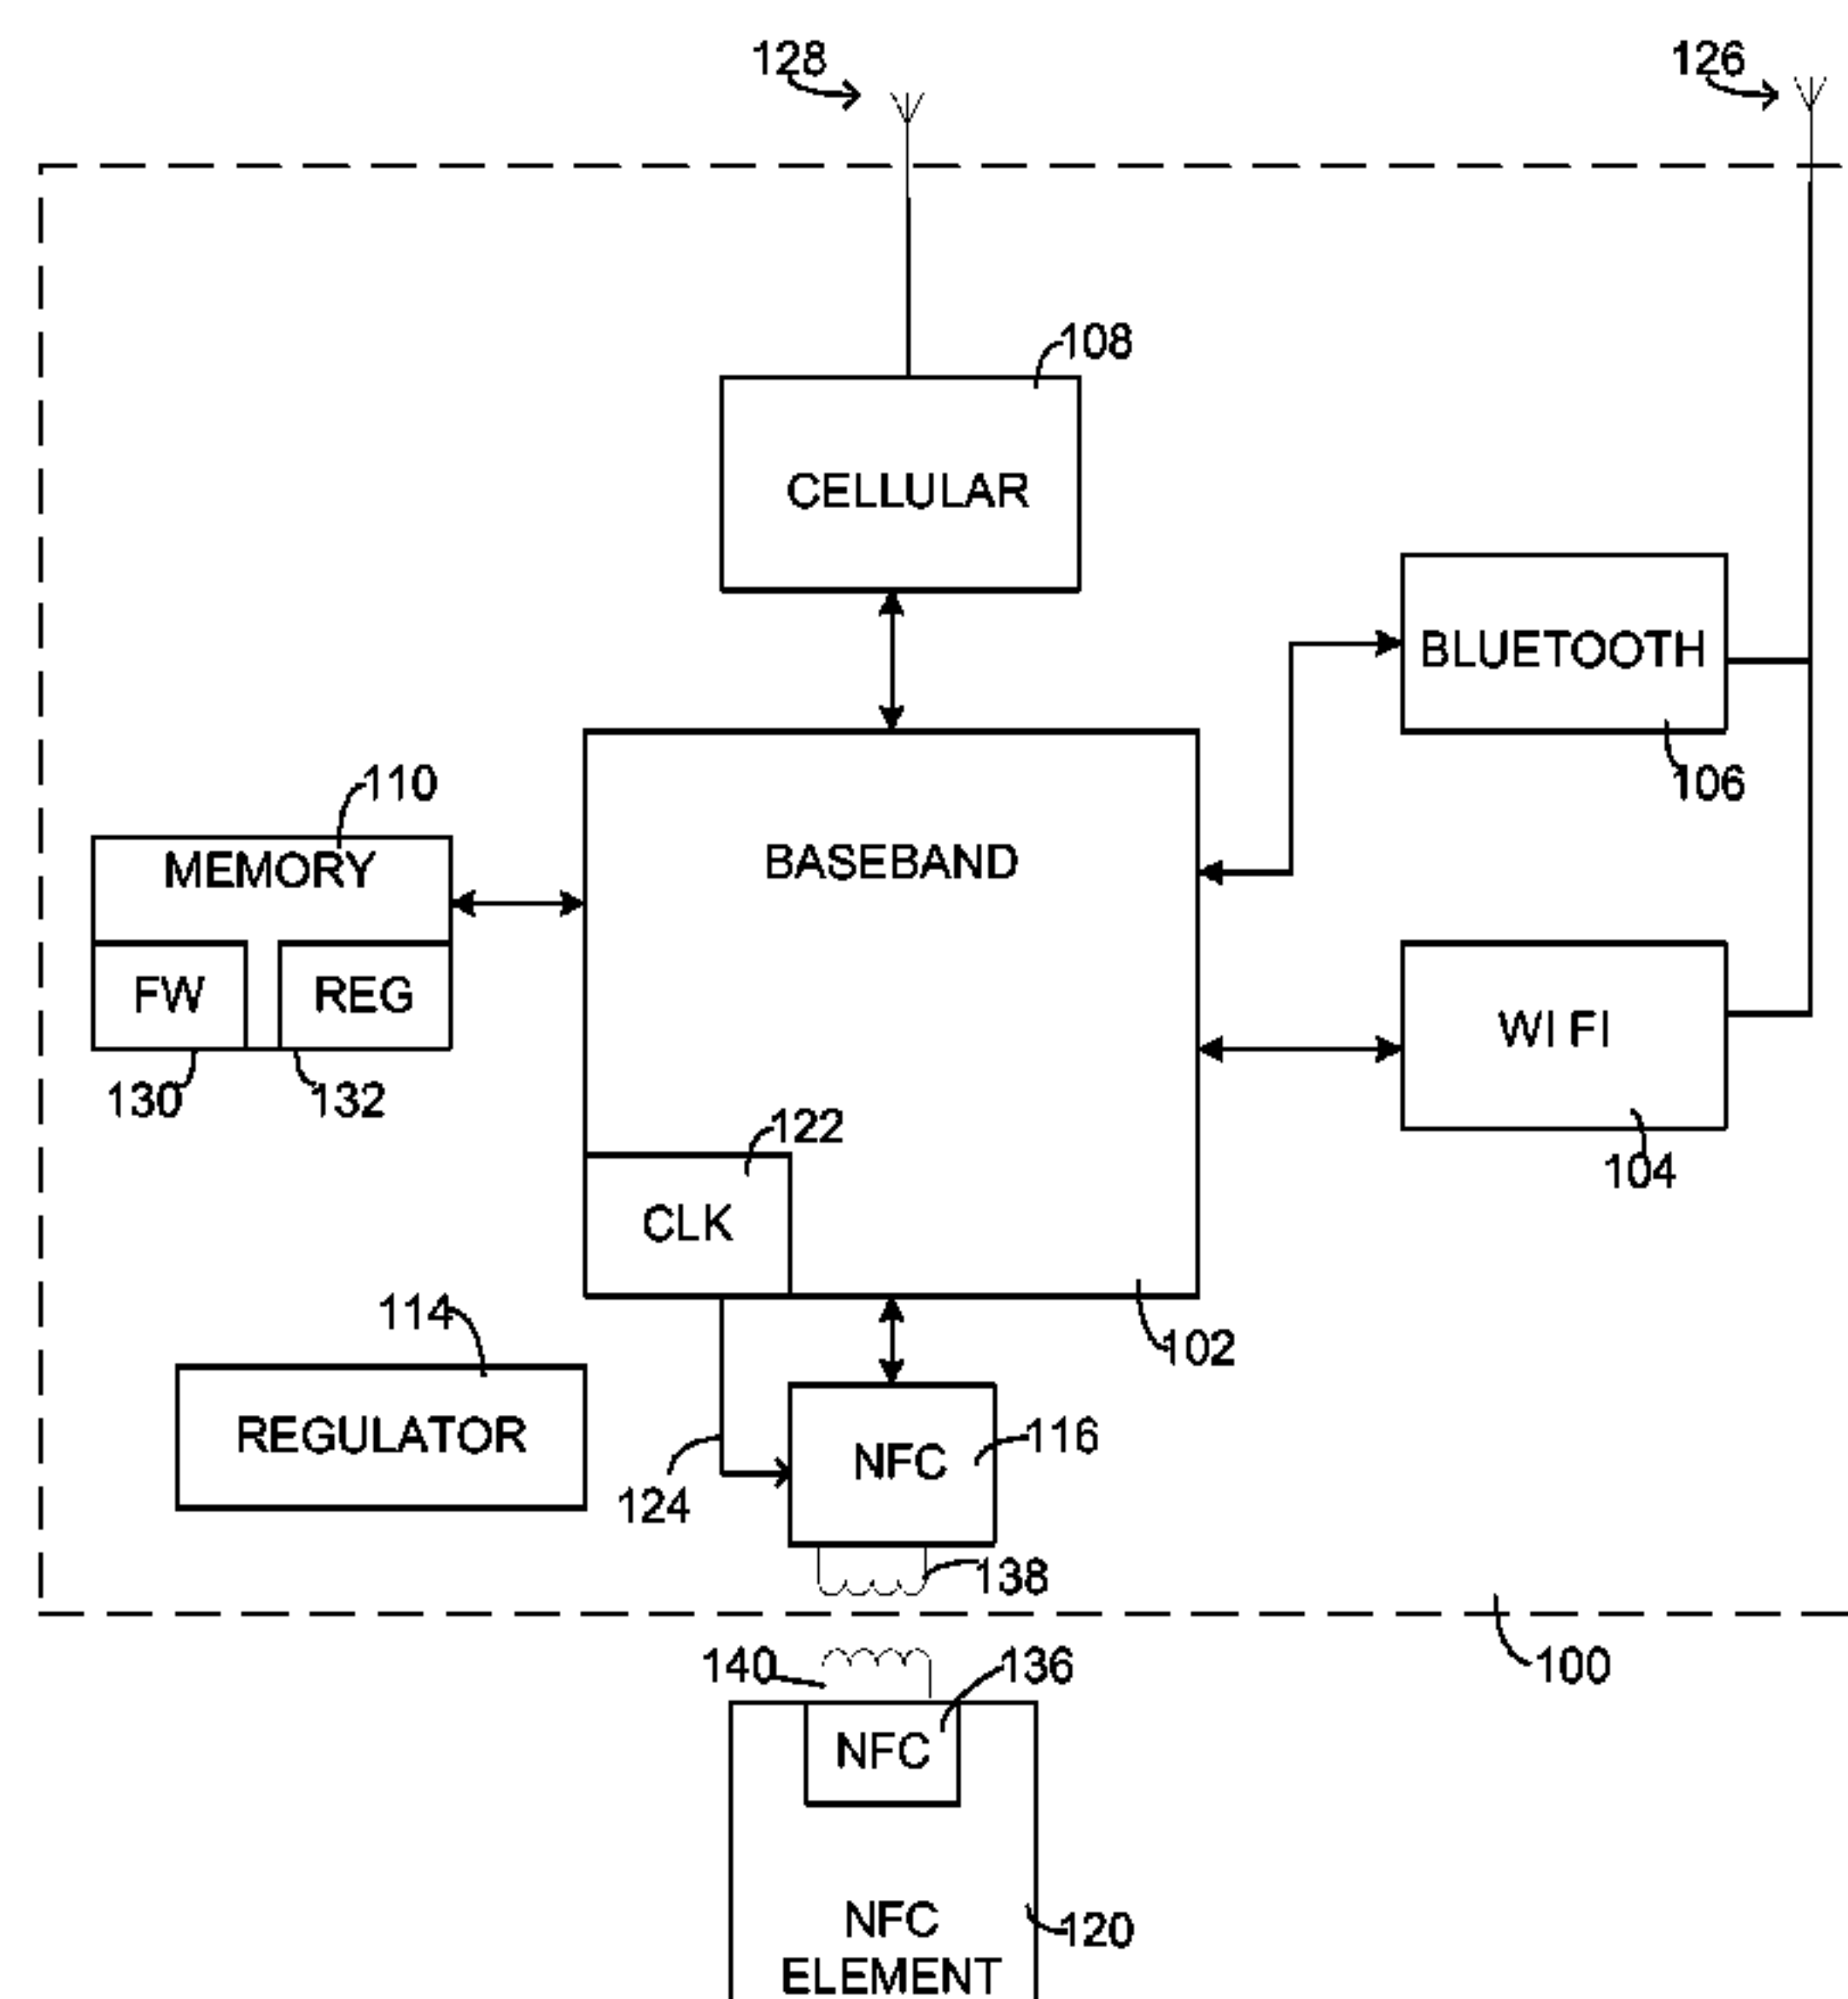 128
126
108
CELLULAR
BLUETOOTH
106
110
MEMORY
BASEBAND
FW
REG
WI FI
130
132
122
104
CLK
114
102
REGULATOR
NFC
116
124
138
140
136
100
NFC
NFC
120
ELEMENT